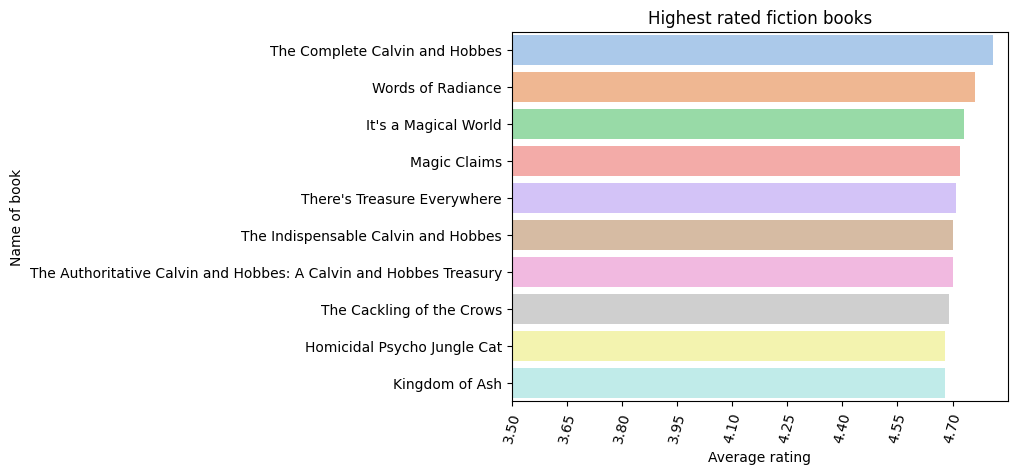 Highest rated fiction books
Name of book
The Complete Calvin and Hobbes
Words of Radiance
It's a Magical World
Magic Claims
There's Treasure Everywhere
The Indispensable Calvin and Hobbes
The Authoritative Calvin and Hobbes: A Calvin and Hobbes Treasury
The Cackling of the Crows
Homicidal Psycho Jungle Cat
Kingdom of Ash
3.50
3.65
3.80
3.95
4.10
4.25
4.40
4.55
4.70
Average rating